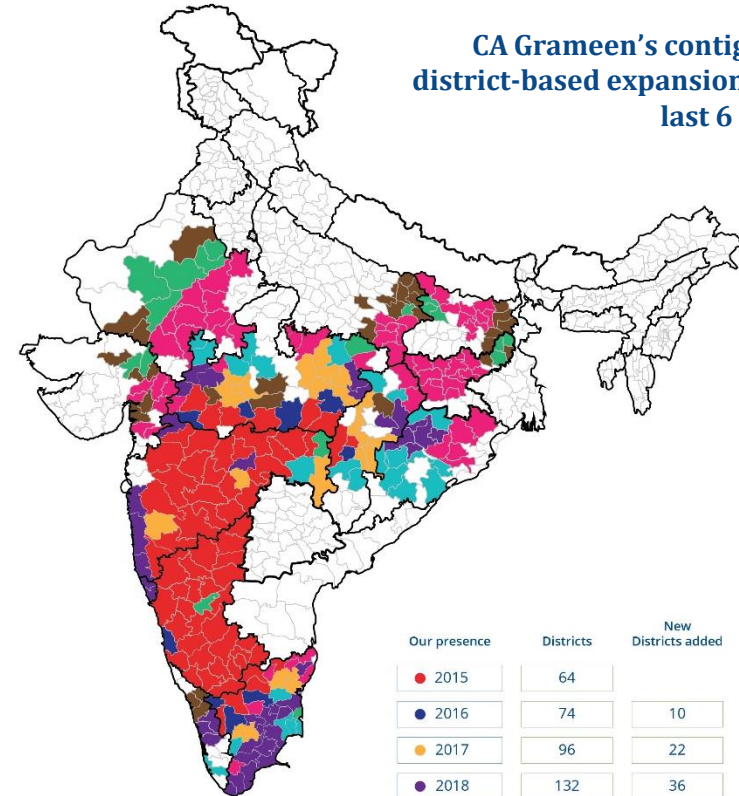 CA Grameen’s contig
district-based expansion
last 6
New
Our presence Districts Districts added
2015 64
2016 74 10
2017 96 22
2018 132 36